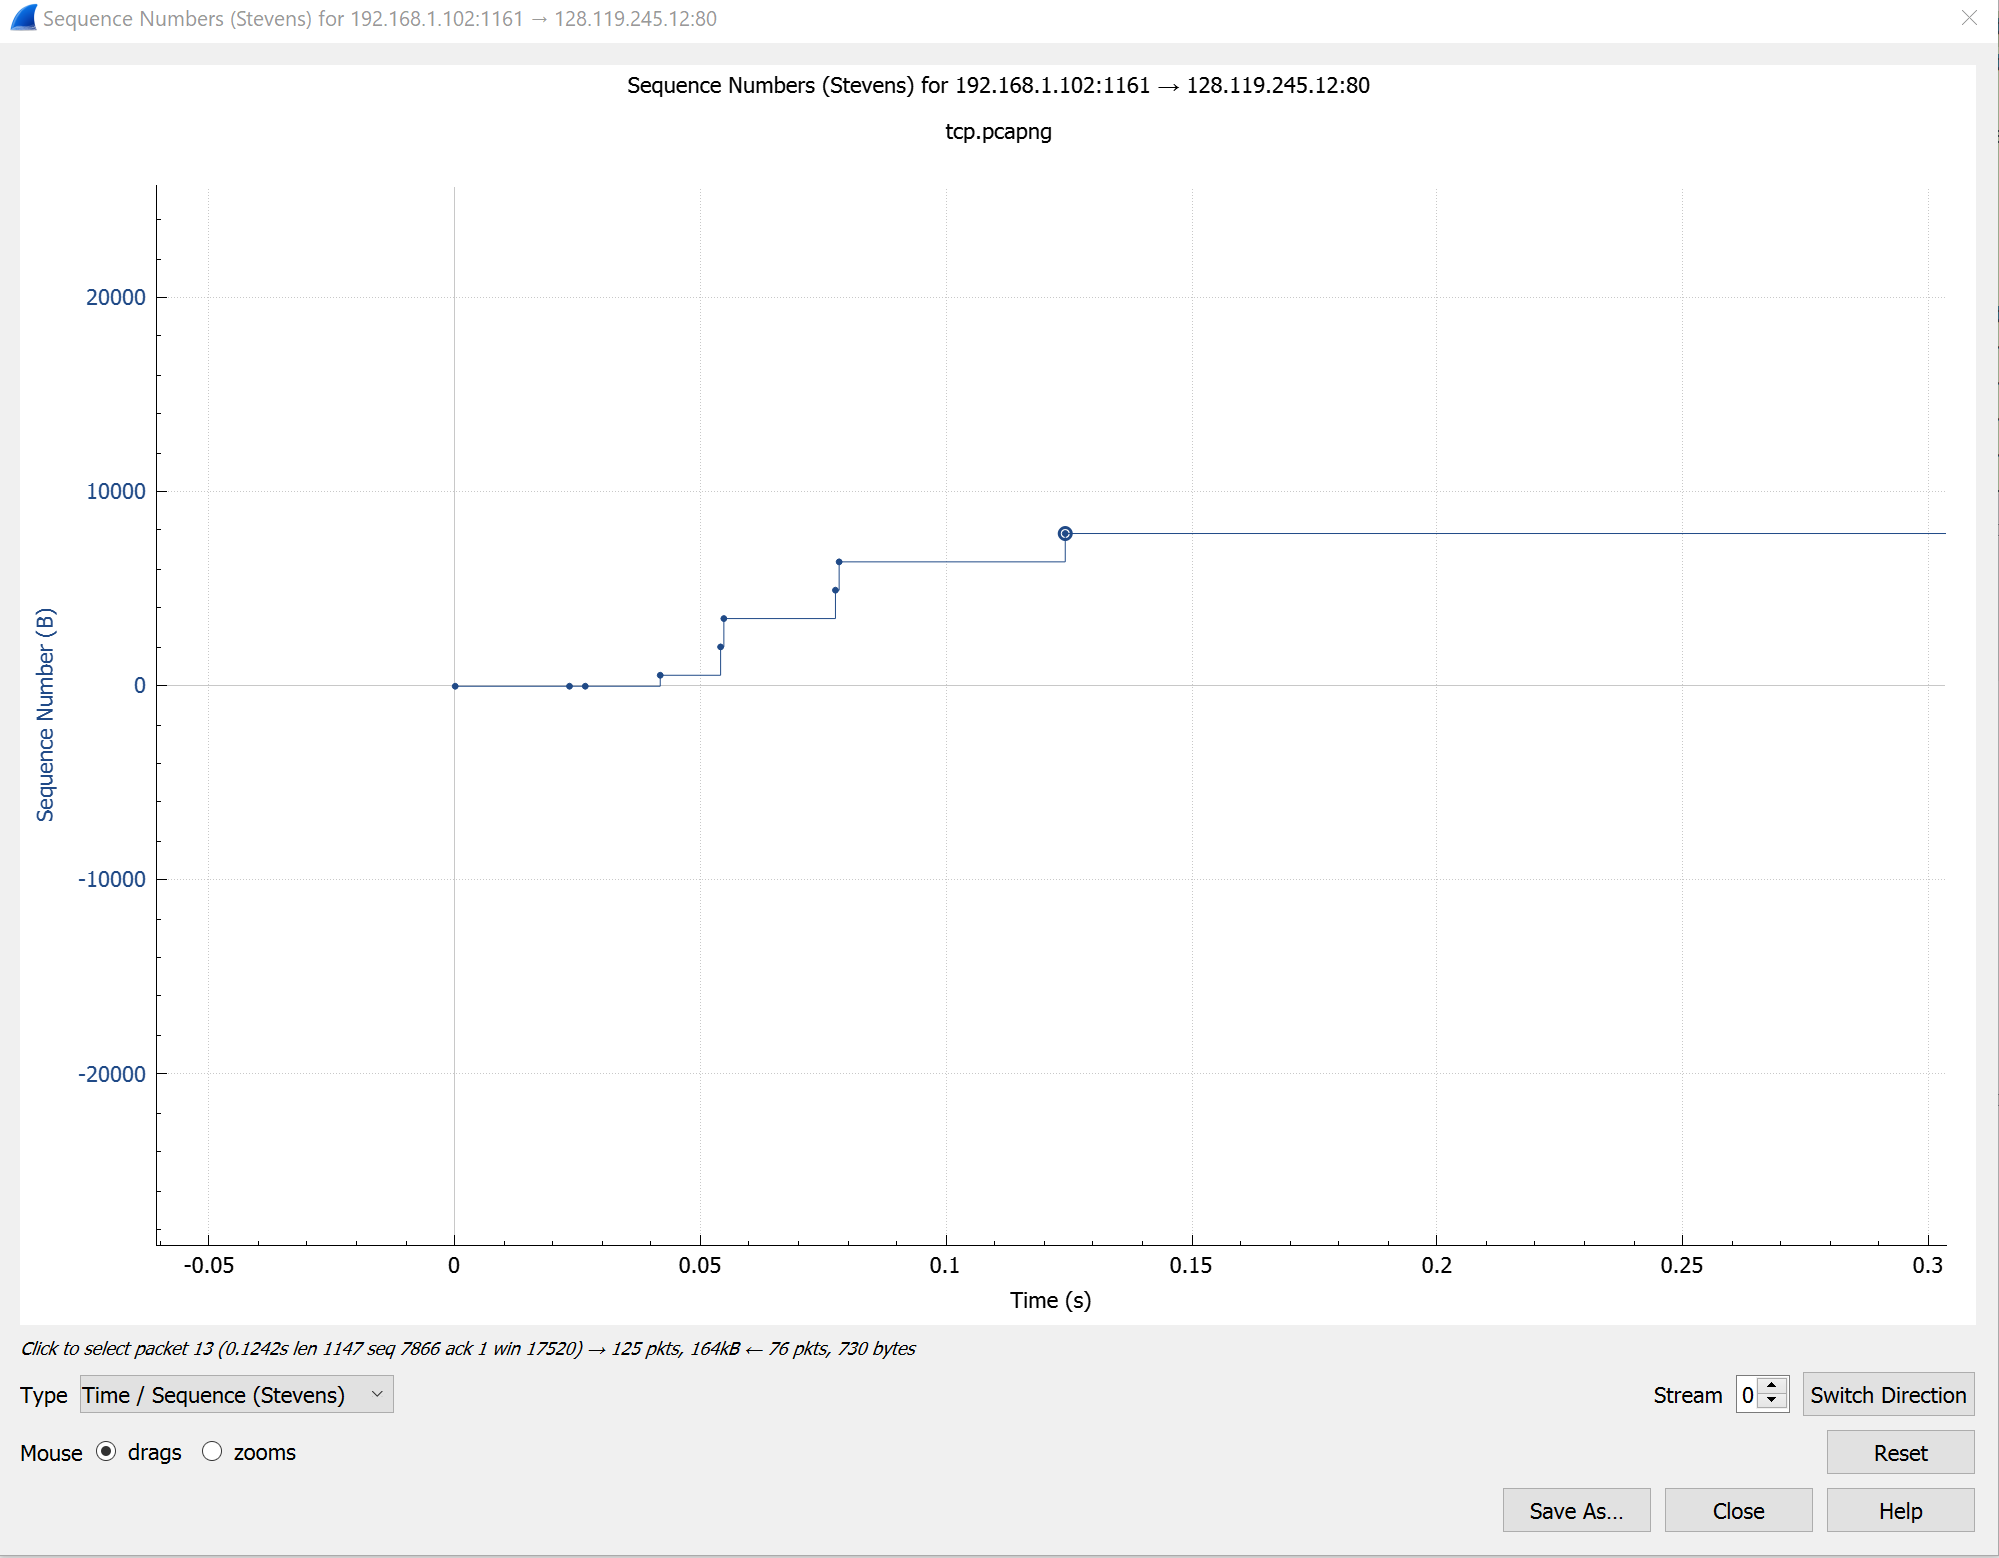 Sequence Numbers (Stevens) for 192.168.1.102:1161 → 128.119.245.12:80
Sequence Numbers (Stevens) for 192.168.1.102:1161 → 128.119.245.12:80
tcp.pcapng
20000
10000
0
-10000
-20000
Sequence Number (B)
-0.05 0 0.05 0.1 0.15 0.2 0.25 0.3
Time (s)
Click to select packet 13 (0.1242s len 1147 seq 7866 ack 1 win 17520) → 125 pkts, 164kB ← 76 pkts, 730 bytes
Type Time / Sequence (Stevens) Stream 0 Switch Direction
Mouse drags zooms Reset
Save As... Close Help